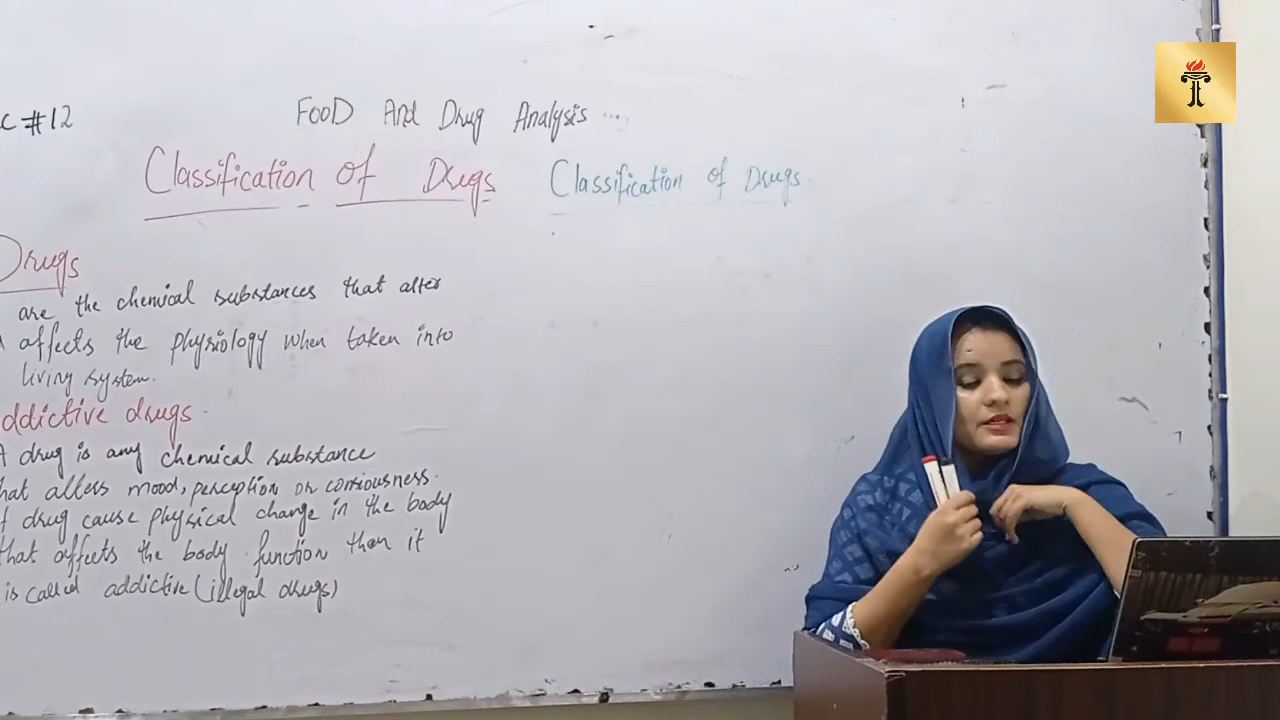 c #12
FooD And Drug Analysis ...
Classification of Drugs
Classification of Drugs
Drugs
are the chemical substances that alter
affects the physiology when taken into
living system.
ddictive drugs.
A drug is any chemical substance
hat alters mood, perception or consiousness.
f drug cause physical change in the body
that affects the body function then it
is called addictive (illegal drugs)